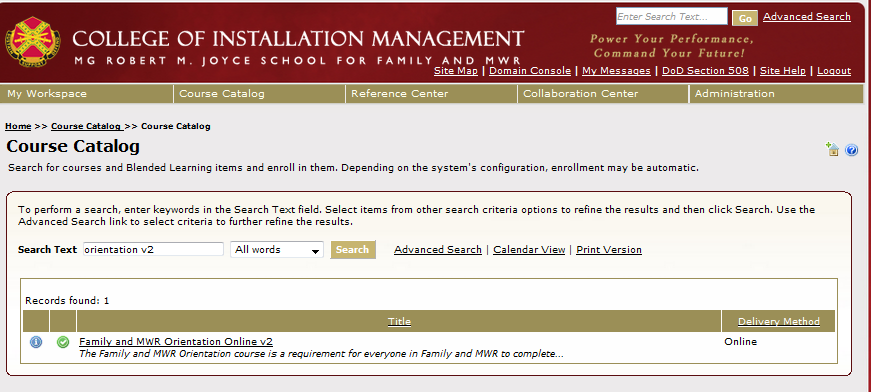 Enter Search Text... Go Advanced Search
COLLEGE OF INSTALLATION MANAGEMENT
MG ROBERT M. JOYCE SCHOOL FOR FAMILY AND MWR
Power Your Performance,
Command Your Future!
Site Map | Domain Console | My Messages | DoD Section 508 | Site Help | Logout
My Workspace Course Catalog Reference Center Collaboration Center Administration
Home >> Course Catalog >> Course Catalog
Course Catalog
Search for courses and Blended Learning items and enroll in them. Depending on the system's configuration, enrollment may be automatic.
To perform a search, enter keywords in the Search Text field. Select items from other search criteria options to refine the results and then click Search. Use the
Advanced Search link to select criteria to further refine the results.
Search Text orientation v2 All words Search Advanced Search | Calendar View | Print Version
Records found: 1
Title Delivery Method
Family and MWR Orientation Online v2 Online
The Family and MWR Orientation course is a requirement for everyone in Family and MWR to complete...